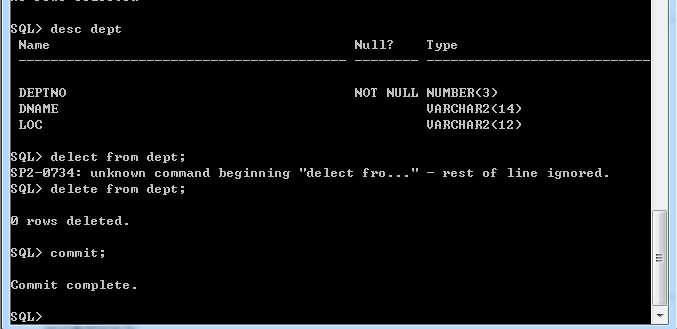 SQL> desc dept
Name Null? Type
----------------------------------------- -------- ----------------------------
DEPTNO NOT NULL NUMBER(3)
DNAME VARCHAR2(14)
LOC VARCHAR2(12)
SQL> delect from dept;
SP2-0734: unknown command beginning "delect fro..." - rest of line ignored.
SQL> delete from dept;
0 rows deleted.
SQL> commit;
Commit complete.
SQL>